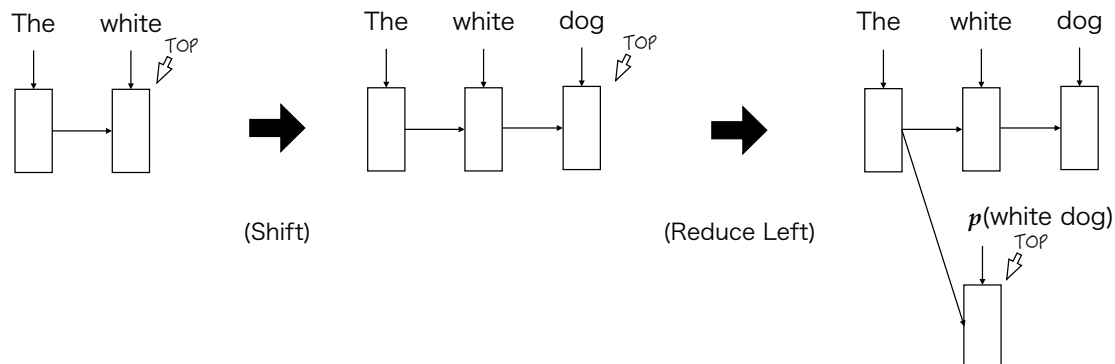 The white
TOP
(Shift)
The white dog
TOP
(Reduce Left)
The white dog
p(white dog)
TOP